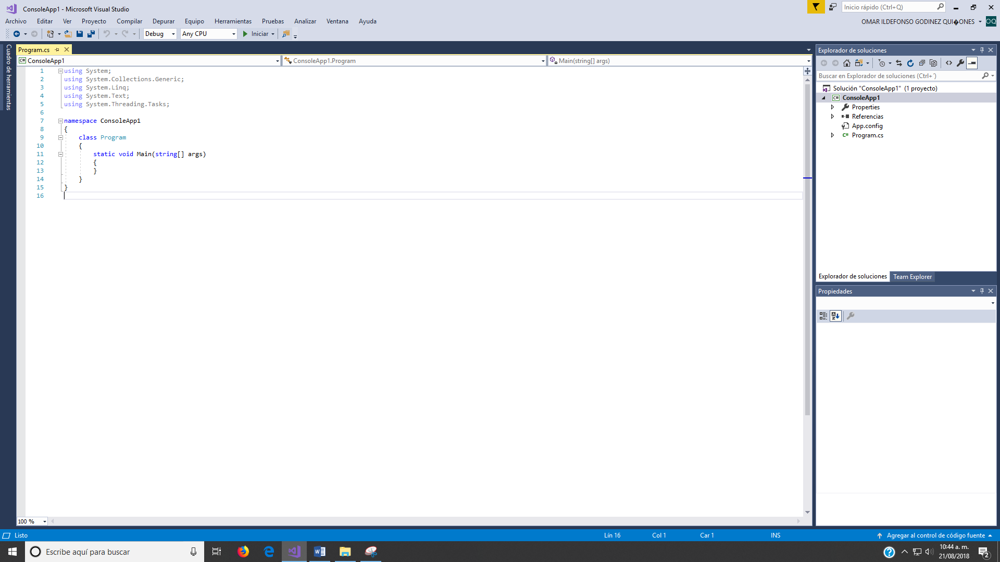 ConsoleApp1 - Microsoft Visual Studio
Inicio rápido (Ctrl+Q)
Archivo Editar Ver Proyecto Compilar Depurar Equipo Herramientas Pruebas Analizar Ventana Ayuda
OMAR ILDEFONSO GODINEZ QUI�ONES OQ
Debug Any CPU Iniciar
Cuadro de herramientas
Program.cs
ConsoleApp1 ConsoleApp1.Program Main(string[] args)
1 using System;
2 using System.Collections.Generic;
3 using System.Linq;
4 using System.Text;
5 using System.Threading.Tasks;
6
7 namespace ConsoleApp1
8 {
9 class Program
10 {
11 static void Main(string[] args)
12 {
13 }
14 }
15 }
16
100 %
Explorador de soluciones
Buscar en Explorador de soluciones (Ctrl+´)
Solución "ConsoleApp1" (1 proyecto)
C# ConsoleApp1
Properties
Referencias
App.config
C# Program.cs
Explorador de soluciones Team Explorer
Propiedades
Listo Lín 16 Col 1 Car 1 INS Agregar al control de código fuente
Escribe aquí para buscar
10:44 a. m.
21/08/2018
2